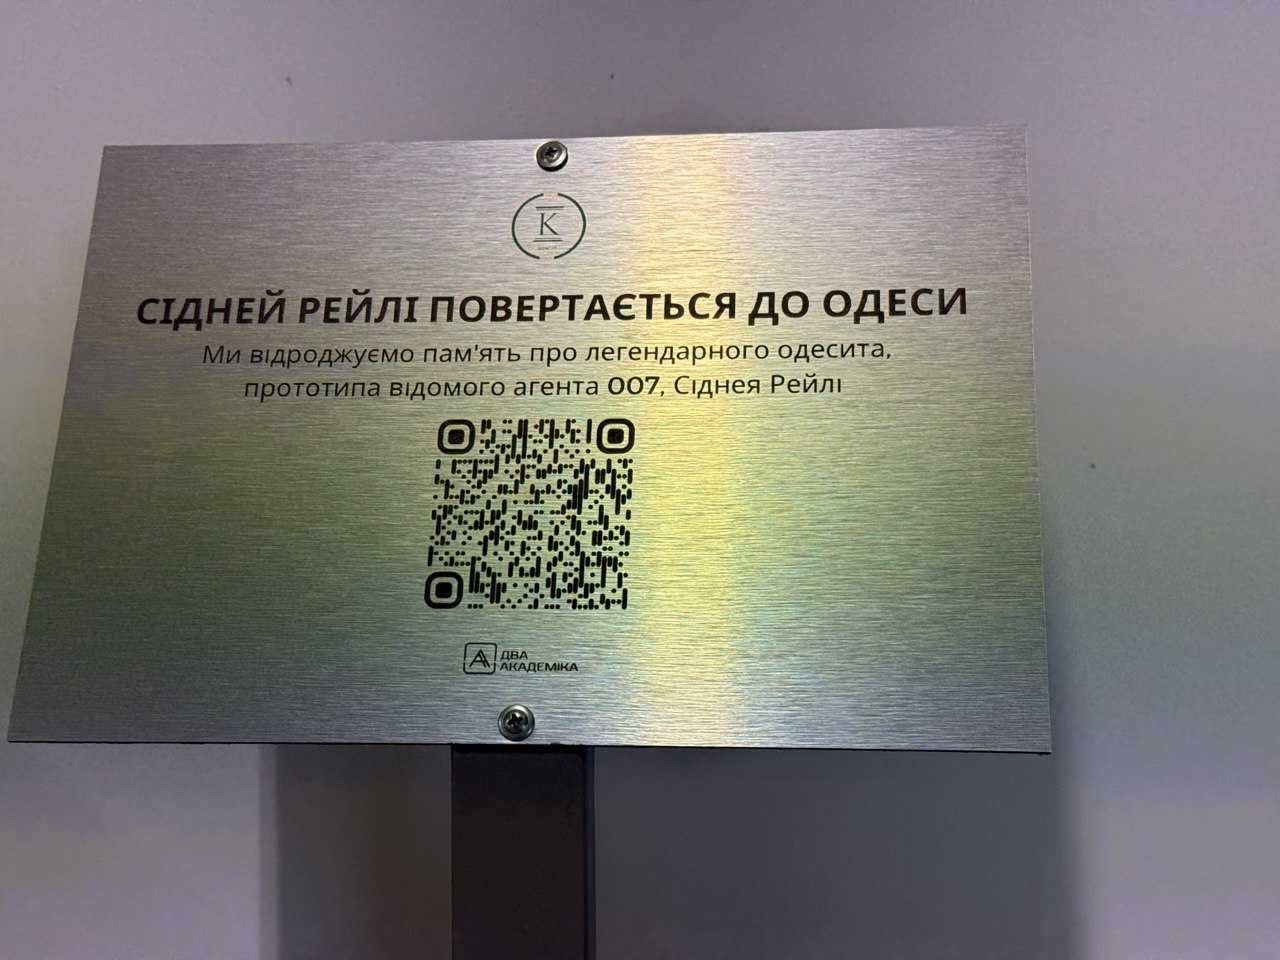 K
СІДНЕЙ РЕЙЛІ ПОВЕРТАЄТЬСЯ ДО ОДЕСИ
Ми відроджуємо пам'ять про легендарного одесита,
прототипа відомого агента 007, Сіднея Рейлі
ДВА
АКАДЕМІКА